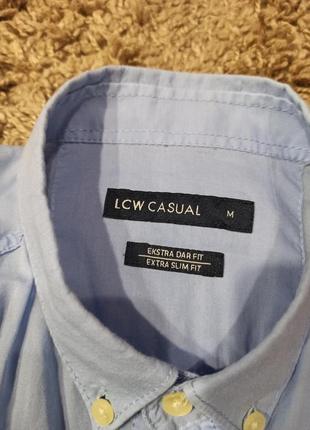 LCW CASUAL M
EKSTRA DAR FIT
EXTRA SLIM FIT